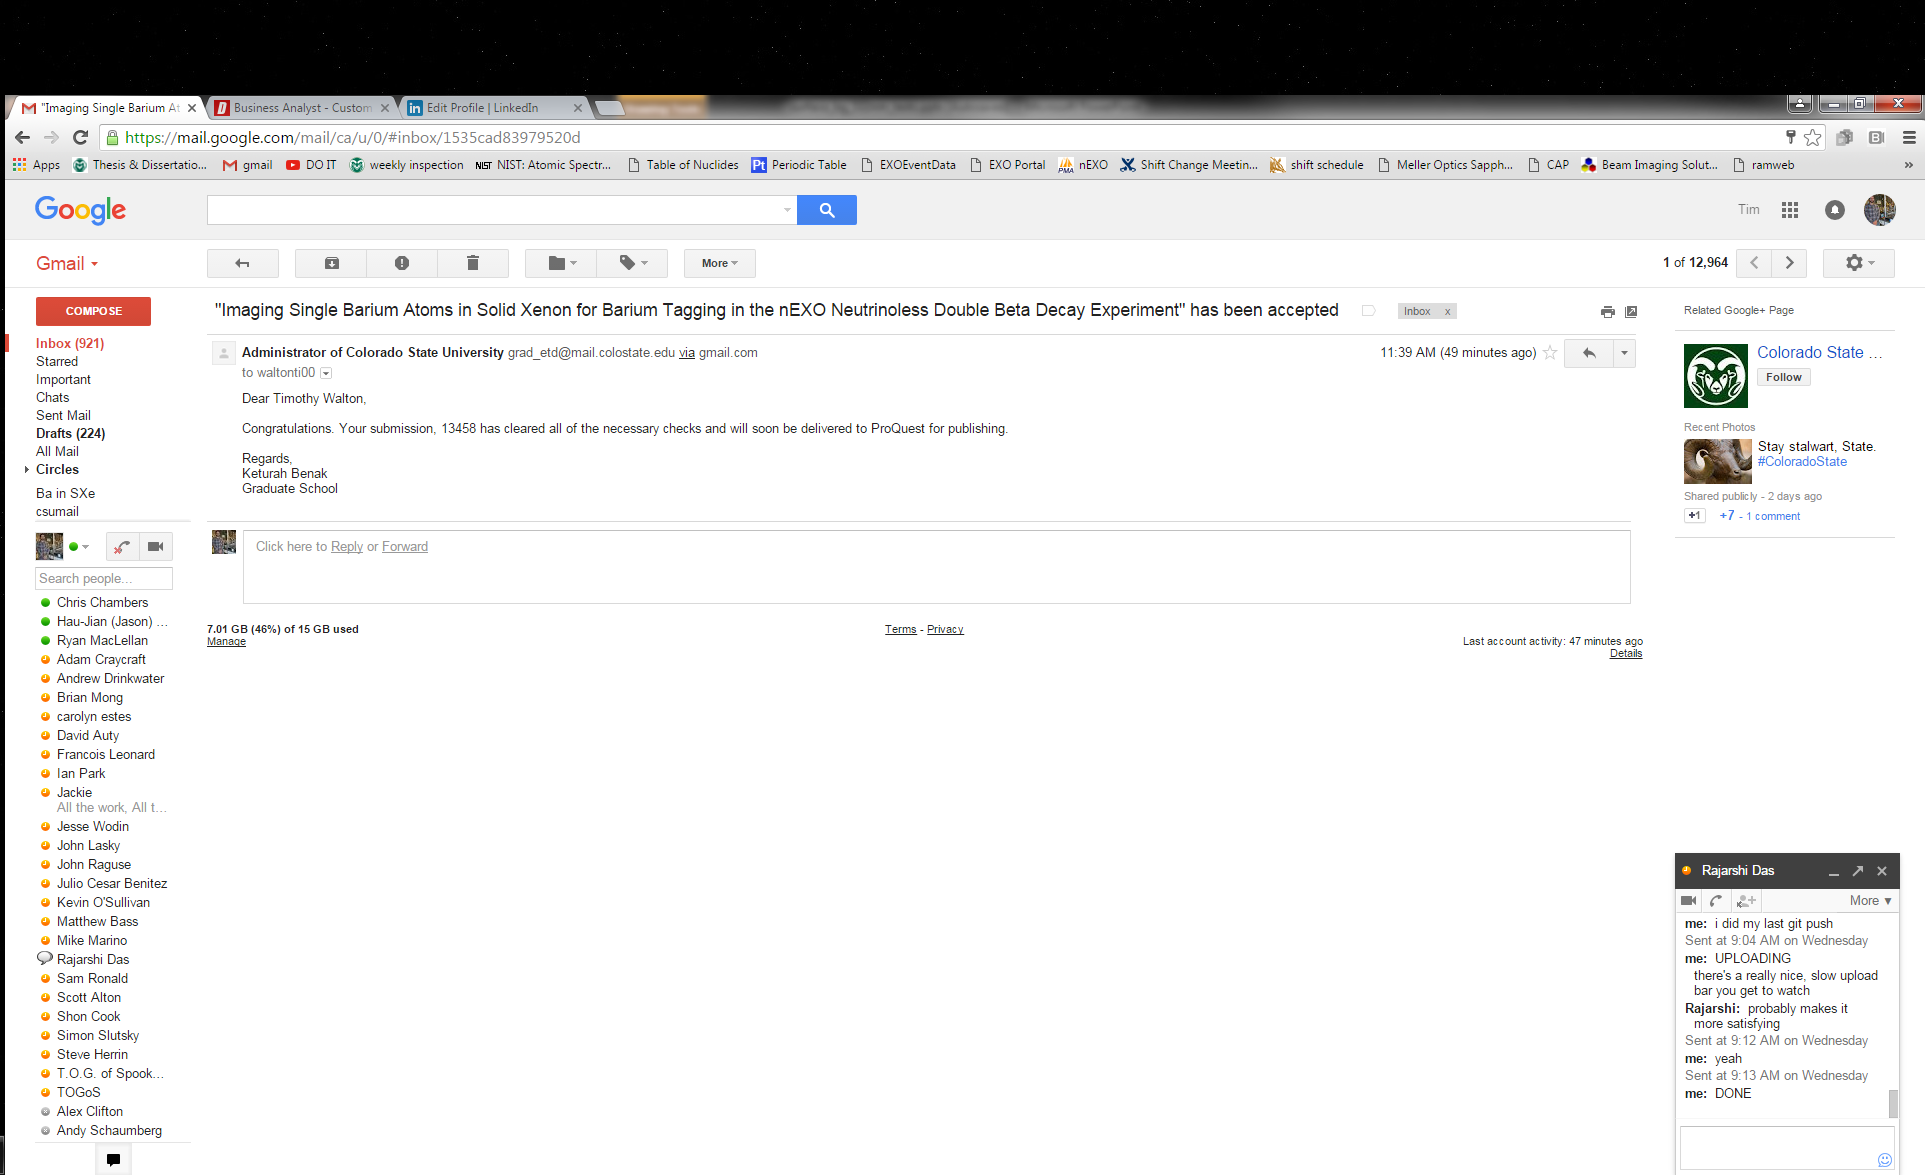 "Imaging Single Barium At
Business Analyst - Custom
Edit Profile | LinkedIn
https://mail.google.com/mail/ca/u/0/#inbox/1535cad83979520d
Apps Thesis & Dissertatio... gmail DO IT weekly inspection NIST NIST: Atomic Spectr... Table of Nuclides Pt Periodic Table EXOEventData EXO Portal PMA nEXO Shift Change Meetin... shift schedule Meller Optics Sapph... CAP Beam Imaging Solut... ramweb »
Google
Tim
Gmail
More
1 of 12,964
COMPOSE
Inbox (921)
Starred
Important
Chats
Sent Mail
Drafts (224)
All Mail
Circles
Ba in SXe
csumail
Search people...
Chris Chambers
Hau-Jian (Jason) ...
Ryan MacLellan
Adam Craycraft
Andrew Drinkwater
Brian Mong
carolyn estes
David Auty
Francois Leonard
Ian Park
Jackie
All the work, All t...
Jesse Wodin
John Lasky
John Raguse
Julio Cesar Benitez
Kevin O'Sullivan
Matthew Bass
Mike Marino
Rajarshi Das
Sam Ronald
Scott Alton
Shon Cook
Simon Slutsky
Steve Herrin
T.O.G. of Spook...
TOGoS
Alex Clifton
Andy Schaumberg
"Imaging Single Barium Atoms in Solid Xenon for Barium Tagging in the nEXO Neutrinoless Double Beta Decay Experiment" has been accepted
Inbox x
Administrator of Colorado State University grad_etd@mail.colostate.edu via gmail.com
11:39 AM (49 minutes ago)
to waltonti00
Dear Timothy Walton,
Congratulations. Your submission, 13458 has cleared all of the necessary checks and will soon be delivered to ProQuest for publishing.
Regards,
Keturah Benak
Graduate School
Click here to Reply or Forward
7.01 GB (46%) of 15 GB used
Manage
Terms - Privacy
Last account activity: 47 minutes ago
Details
Related Google+ Page
Colorado State ...
Follow
Recent Photos
Stay stalwart, State.
#ColoradoState
Shared publicly - 2 days ago
+1 +7 - 1 comment
Rajarshi Das
More ▼
me: i did my last git push
Sent at 9:04 AM on Wednesday
me: UPLOADING
there's a really nice, slow upload
bar you get to watch
Rajarshi: probably makes it
more satisfying
Sent at 9:12 AM on Wednesday
me: yeah
Sent at 9:13 AM on Wednesday
me: DONE